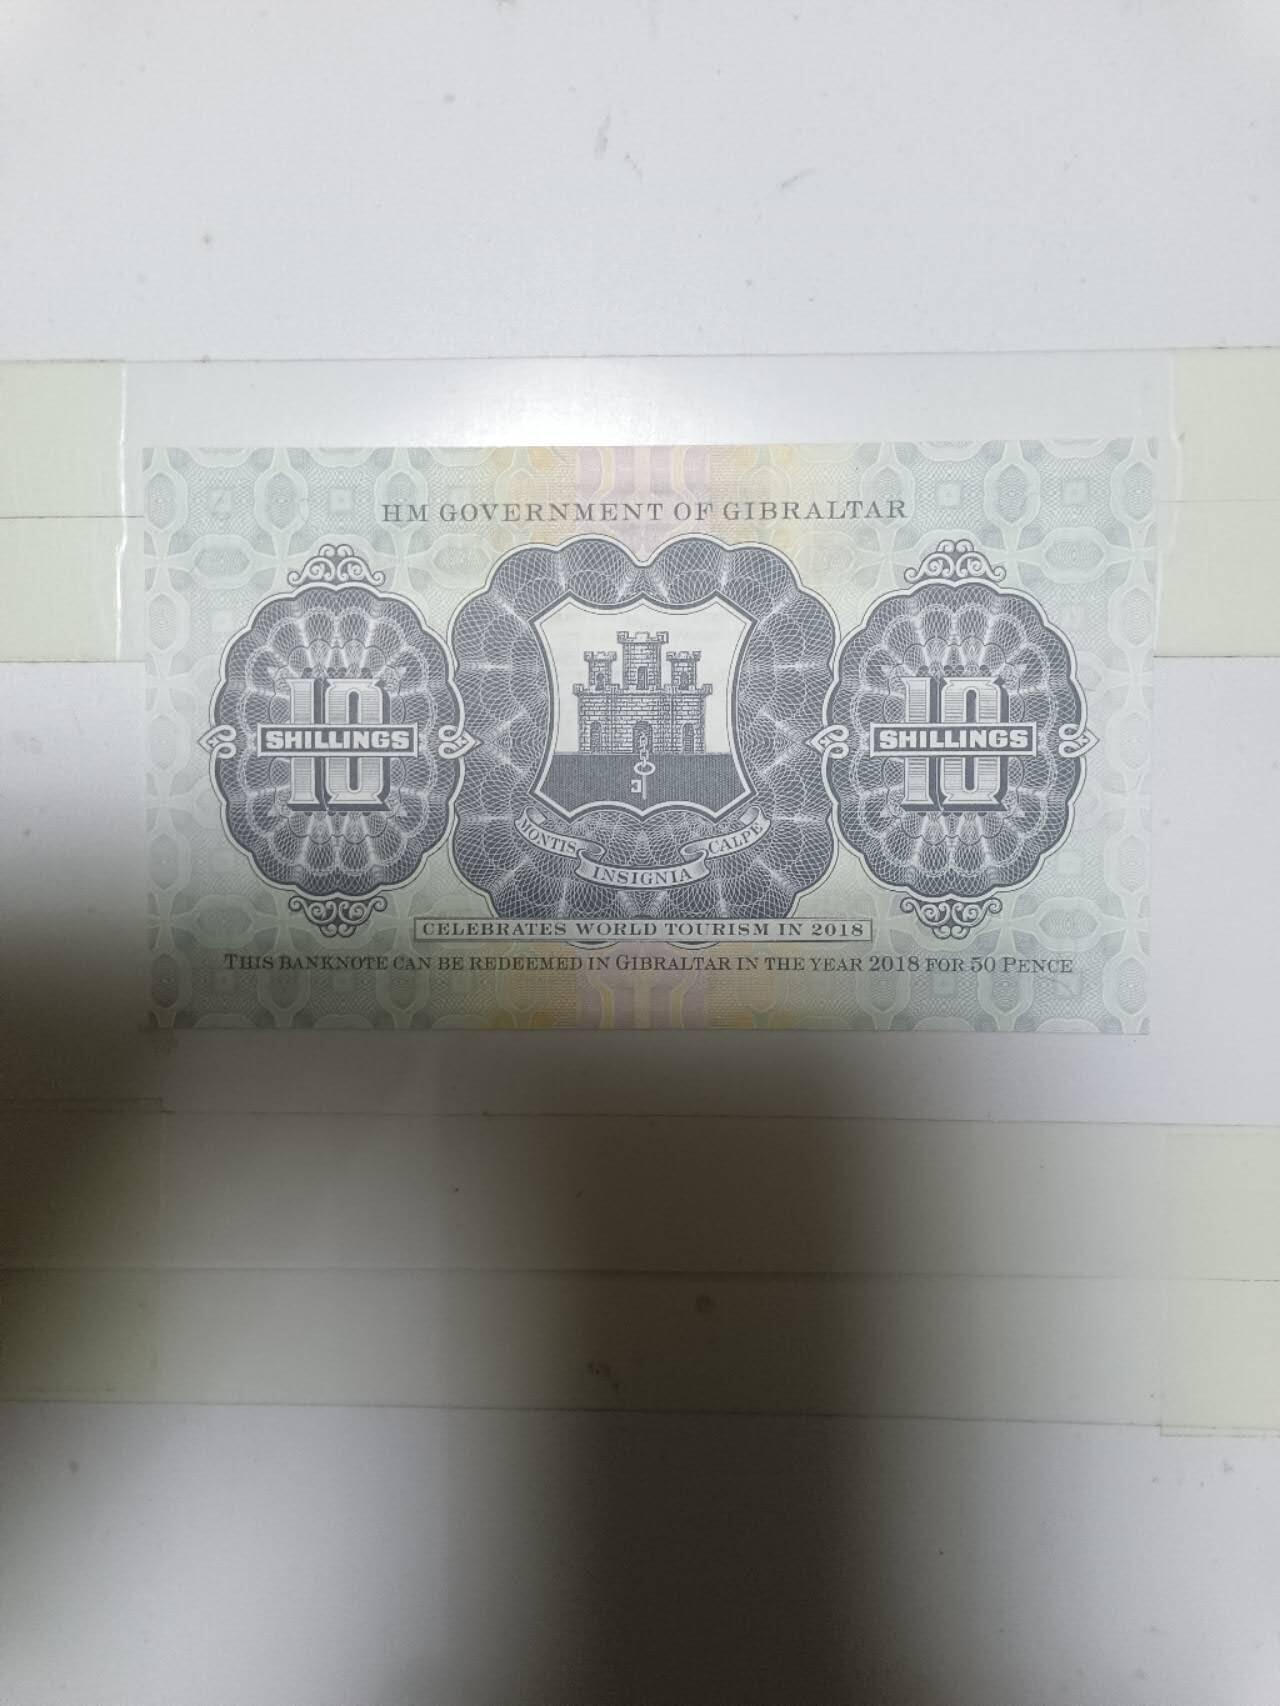 HM GOVERNMENT OF GIBRALTAR
10
SHILLINGS
10
SHILLINGS
MONTIS INSIGNIA CALPE
CELEBRATES WORLD TOURISM IN 2018
THIS BANKNOTE CAN BE REDEEMED IN GIBRALTAR IN THE YEAR 2018 FOR 50 PENCE